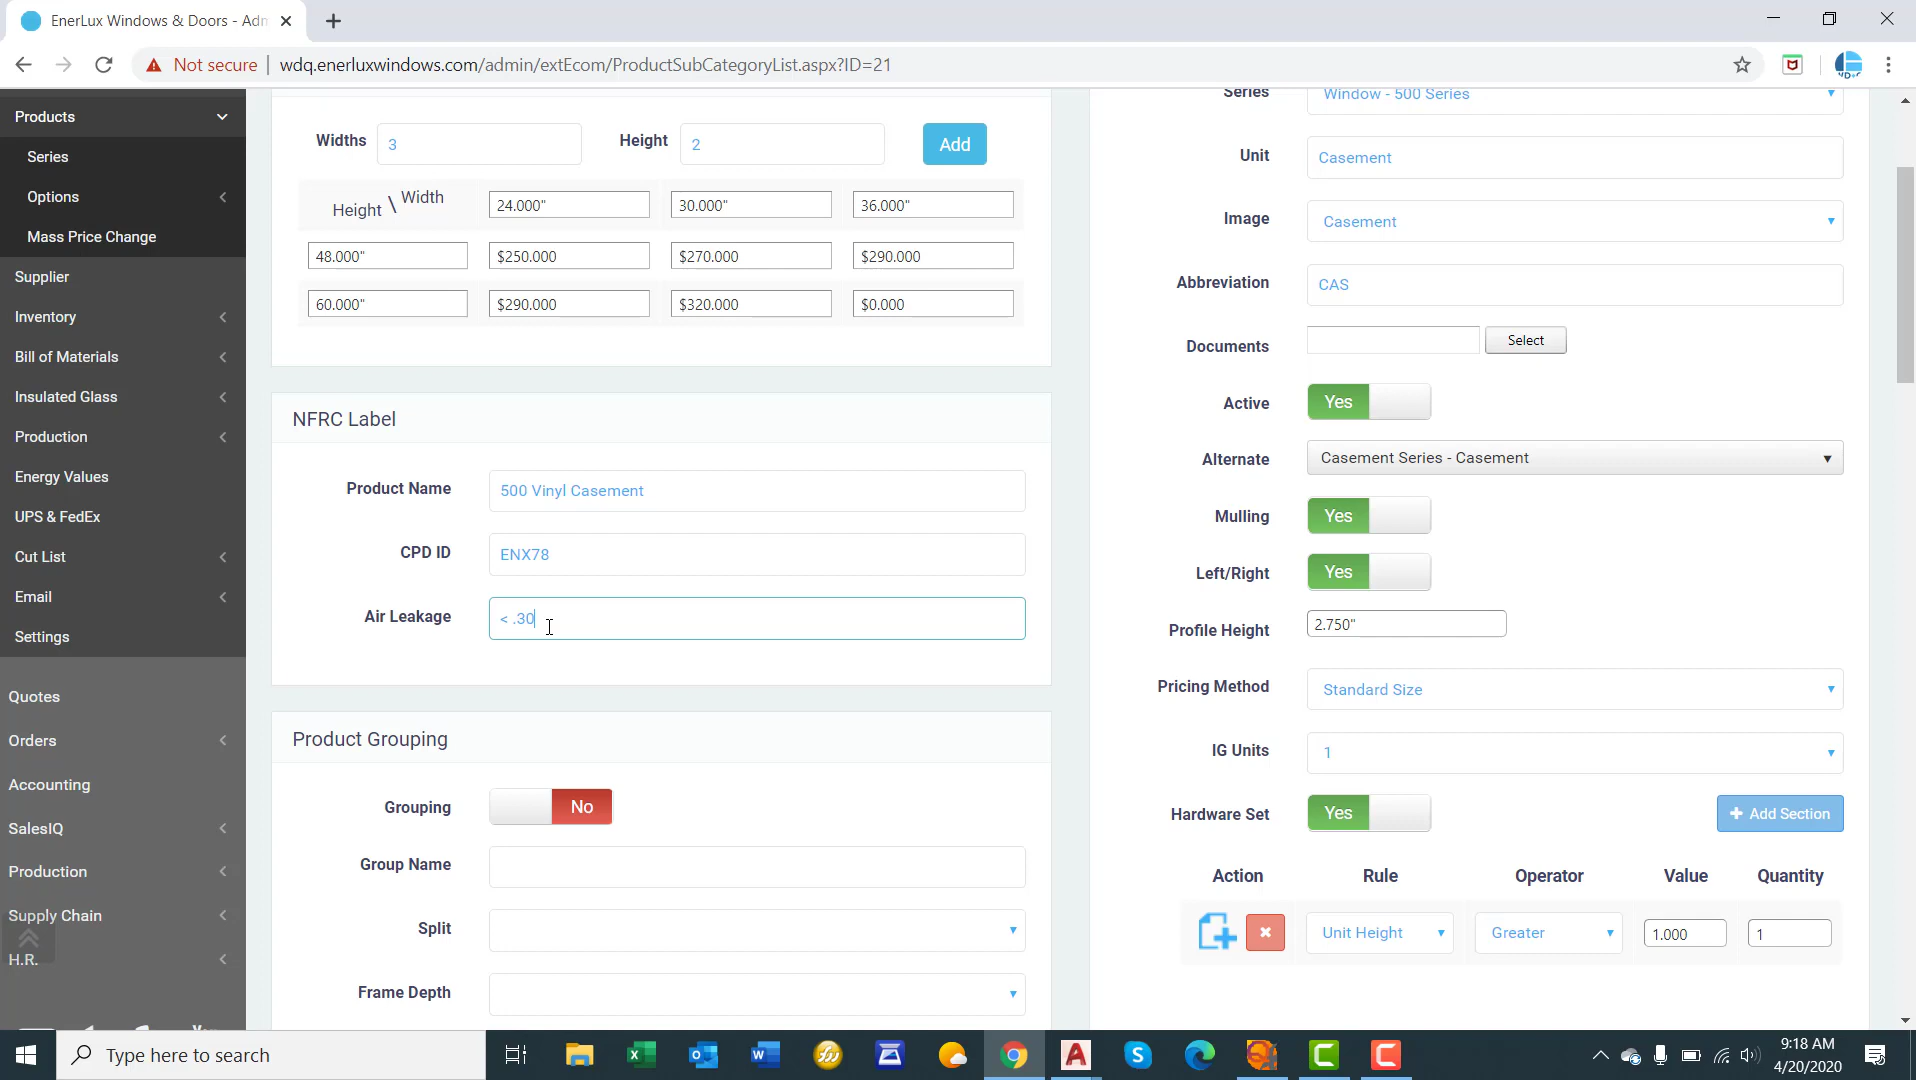 EnerLux Windows & Doors - Adm
Not secure
wdq.enerluxwindows.com/admin/extEcom/ProductSubCategoryList.aspx?ID=21
Products
Series
Options
Mass Price Change
Supplier
Inventory
Bill of Materials
Insulated Glass
Production
Energy Values
UPS & FedEx
Cut List
Email
Settings
Quotes
Orders
Accounting
SalesIQ
Production
Supply Chain
H.R.
Widths 3 Height 2 Add
Height \ Width 24.000" 30.000" 36.000"
48.000" $250.000 $270.000 $290.000
60.000" $290.000 $320.000 $0.000
NFRC Label
Product Name 500 Vinyl Casement
CPD ID ENX78
Air Leakage < .30
Product Grouping
Grouping No
Group Name
Split
Frame Depth
Series Window - 500 Series
Unit Casement
Image Casement
Abbreviation CAS
Documents Select
Active Yes
Alternate Casement Series - Casement
Mulling Yes
Left/Right Yes
Profile Height 2.750"
Pricing Method Standard Size
IG Units 1
Hardware Set Yes + Add Section
Action Rule Operator Value Quantity
Unit Height Greater 1.000 1
Type here to search
9:18 AM
4/20/2020